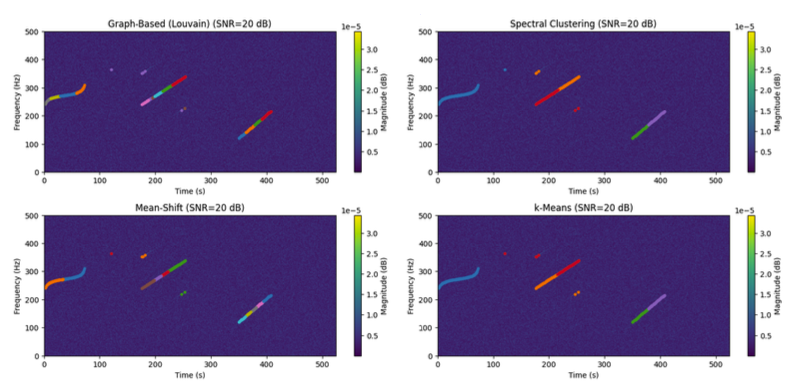 Graph-Based (Louvain) (SNR=20 dB)
1e−5
500
400
300
200
100
0
Frequency (Hz)
0 100 200 300 400 500
Time (s)
3.0
2.5
2.0
1.5
1.0
0.5
Magnitude (dB)
Spectral Clustering (SNR=20 dB)
1e−5
500
400
300
200
100
0
Frequency (Hz)
0 100 200 300 400 500
Time (s)
3.0
2.5
2.0
1.5
1.0
0.5
Magnitude (dB)
Mean-Shift (SNR=20 dB)
1e−5
500
400
300
200
100
0
Frequency (Hz)
0 100 200 300 400 500
Time (s)
3.0
2.5
2.0
1.5
1.0
0.5
Magnitude (dB)
k-Means (SNR=20 dB)
1e−5
500
400
300
200
100
0
Frequency (Hz)
0 100 200 300 400 500
Time (s)
3.0
2.5
2.0
1.5
1.0
0.5
Magnitude (dB)